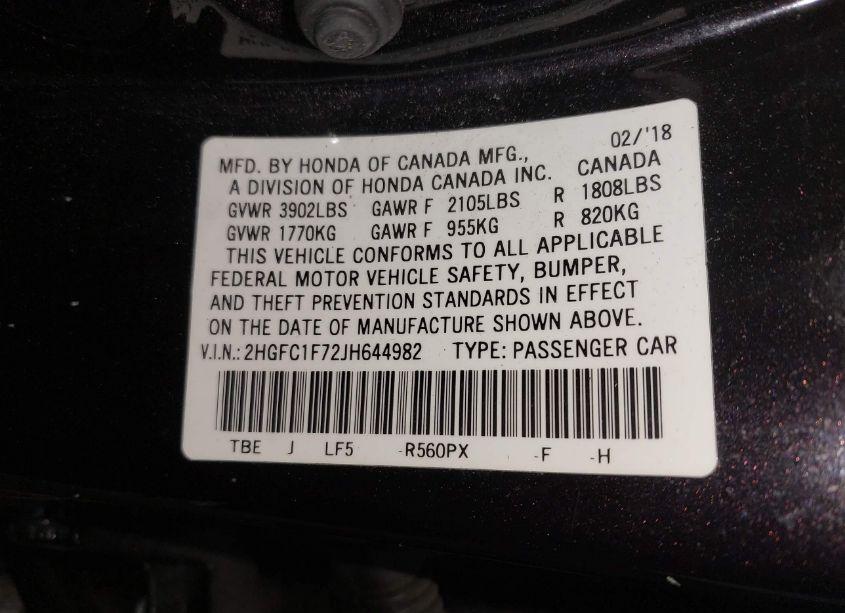 02/'18
MFD. BY HONDA OF CANADA MFG.,
A DIVISION OF HONDA CANADA INC. CANADA
GVWR 3902LBS GAWR F 2105LBS R 1808LBS
GVWR 1770KG GAWR F 955KG R 820KG
THIS VEHICLE CONFORMS TO ALL APPLICABLE
FEDERAL MOTOR VEHICLE SAFETY, BUMPER,
AND THEFT PREVENTION STANDARDS IN EFFECT
ON THE DATE OF MANUFACTURE SHOWN ABOVE.
V.I.N.: 2HGFC1F72JH644982 TYPE: PASSENGER CAR
TBE J LF5 -R560PX -F -H